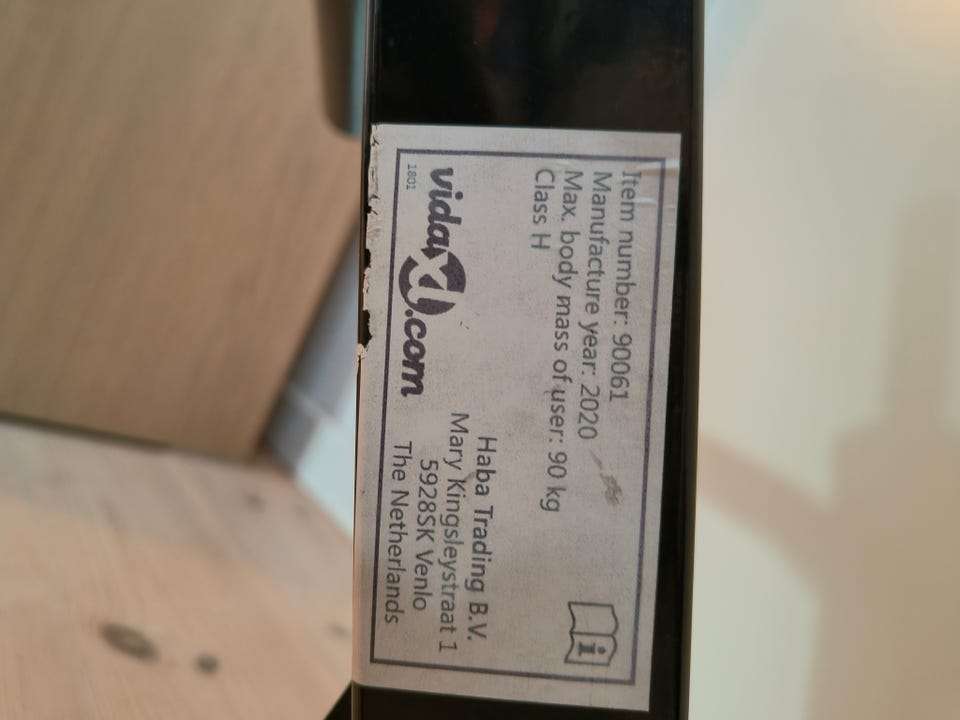 Item number: 90061
Manufacture year: 2020
Max. body mass of user: 90 kg
Class H
i
vidaXL.com
1801
Haba Trading B.V.
Mary Kingsleystraat 1
5928SK Venlo
The Netherlands